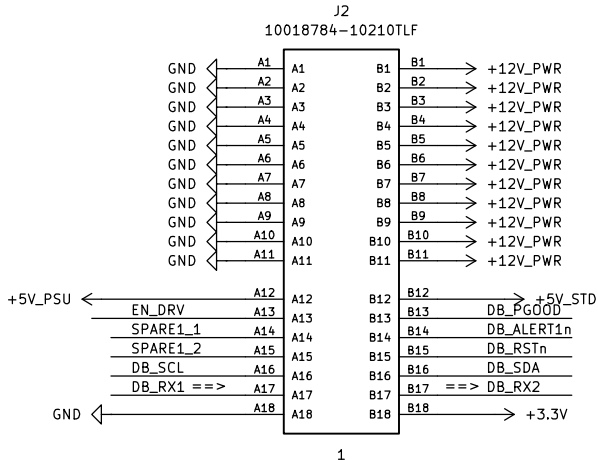 J2
10018784-10210TLF
GND A1 A1 B1 B1 +12V_PWR
GND A2 A2 B2 B2 +12V_PWR
GND A3 A3 B3 B3 +12V_PWR
GND A4 A4 B4 B4 +12V_PWR
GND A5 A5 B5 B5 +12V_PWR
GND A6 A6 B6 B6 +12V_PWR
GND A7 A7 B7 B7 +12V_PWR
GND A8 A8 B8 B8 +12V_PWR
GND A9 A9 B9 B9 +12V_PWR
GND A10 A10 B10 B10 +12V_PWR
GND A11 A11 B11 B11 +12V_PWR
+5V_PSU A12 A12 B12 B12 +5V_STD
EN_DRV A13 A13 B13 B13 DB_PGOOD
SPARE1_1 A14 A14 B14 B14 DB_ALERT1n
SPARE1_2 A15 A15 B15 B15 DB_RSTn
DB_SCL A16 A16 B16 B16 DB_SDA
DB_RX1 ==> A17 A17 B17 B17 ==> DB_RX2
GND A18 A18 B18 B18 +3.3V
1